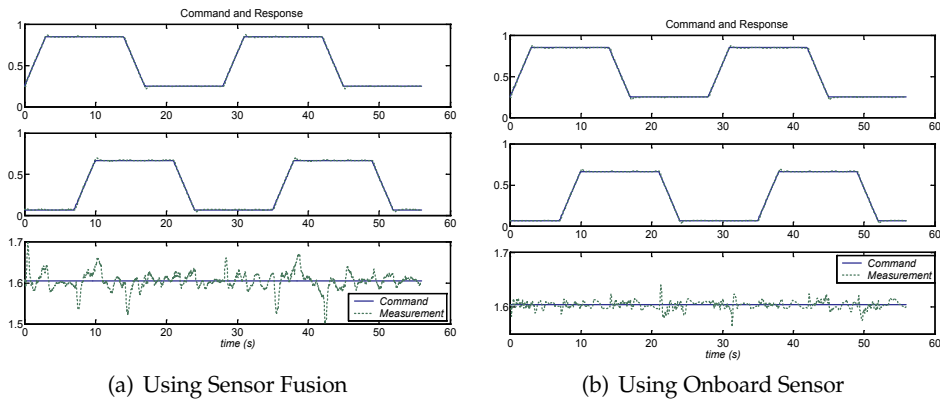 Command and Response
1
0.5
0
0 10 20 30 40 50 60
1
0.5
0
0 10 20 30 40 50 60
1.7
1.6
1.5
0 10 20 30 40 50 60
Command
Measurement
time (s)
(a) Using Sensor Fusion
Command and Response
1
0.5
0
0 10 20 30 40 50 60
1
0.5
0
0 10 20 30 40 50 60
1.7
1.6
0 10 20 30 40 50 60
Command
Measurement
time (s)
(b) Using Onboard Sensor